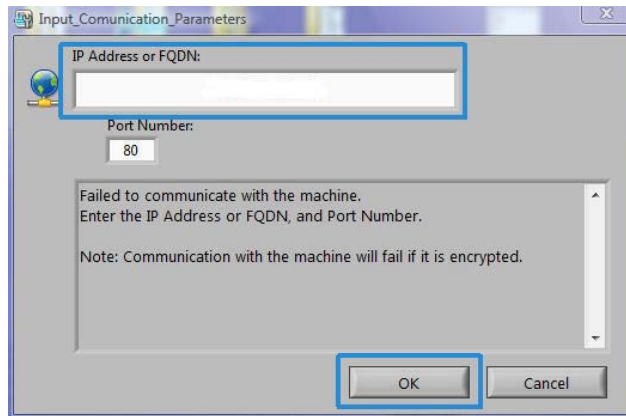 Input_Comunication_Parameters
IP Address or FQDN:
Port Number:
80
Failed to communicate with the machine.
Enter the IP Address or FQDN, and Port Number.
Note: Communication with the machine will fail if it is encrypted.
OK
Cancel